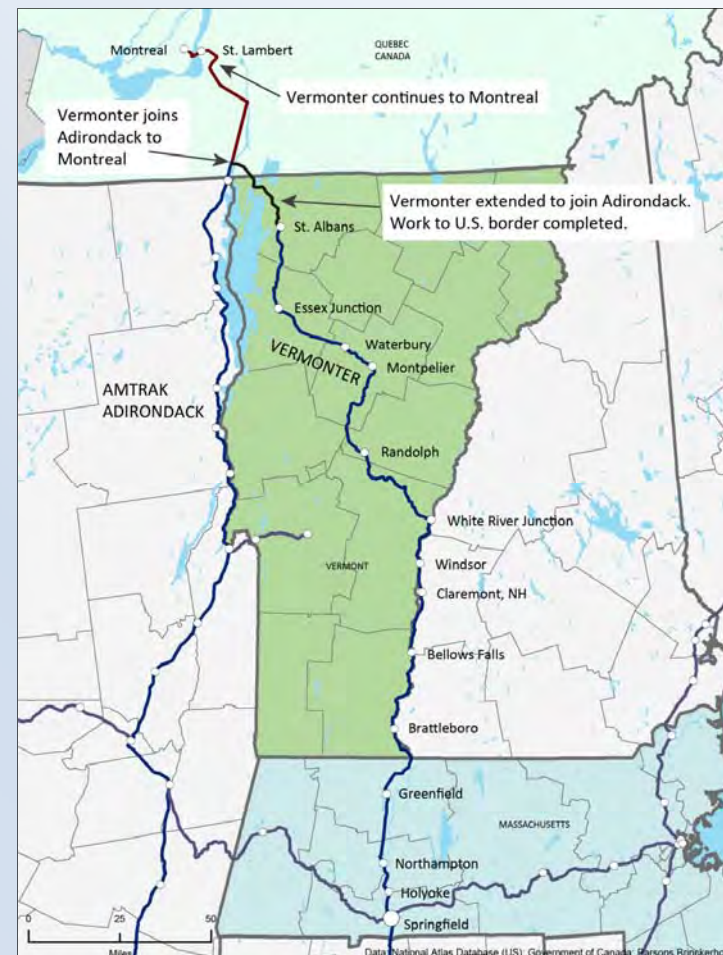 Montreal
St. Lambert
QUEBEC
CANADA
Vermonter continues to Montreal
Vermonter joins
Adirondack to
Montreal
Vermonter extended to join Adirondack.
Work to U.S. border completed.
St. Albans
Essex Junction
Waterbury
VERMONTER
Montpelier
AMTRAK
ADIRONDACK
Randolph
White River Junction
VERMONT
Windsor
Claremont, NH
Bellows Falls
Brattleboro
Greenfield
MASSACHUSETTS
Northampton
Holyoke
0 25 50
Springfield
Miles
Data: National Atlas Database (US); Government of Canada; Parsons Brinckerho